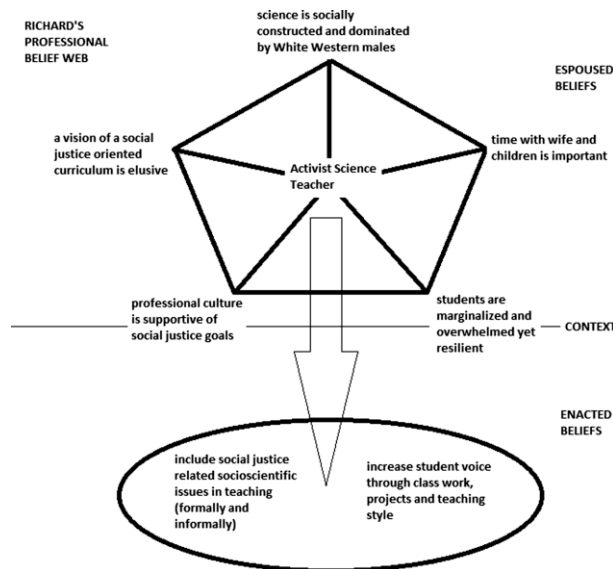 RICHARD'S
PROFESSIONAL
BELIEF WEB
science is socially
constructed and dominated
by White Western males
ESPOUSED
BELIEFS
a vision of a social
justice oriented
curriculum is elusive
Activist Science
Teacher
time with wife and
children is important
professional culture
is supportive of
social justice goals
students are
marginalized and
overwhelmed yet
resilient
CONTEXT
ENACTED
BELIEFS
include social justice
related socioscientific
issues in teaching
(formally and
informally)
increase student voice
through class work,
projects and teaching
style